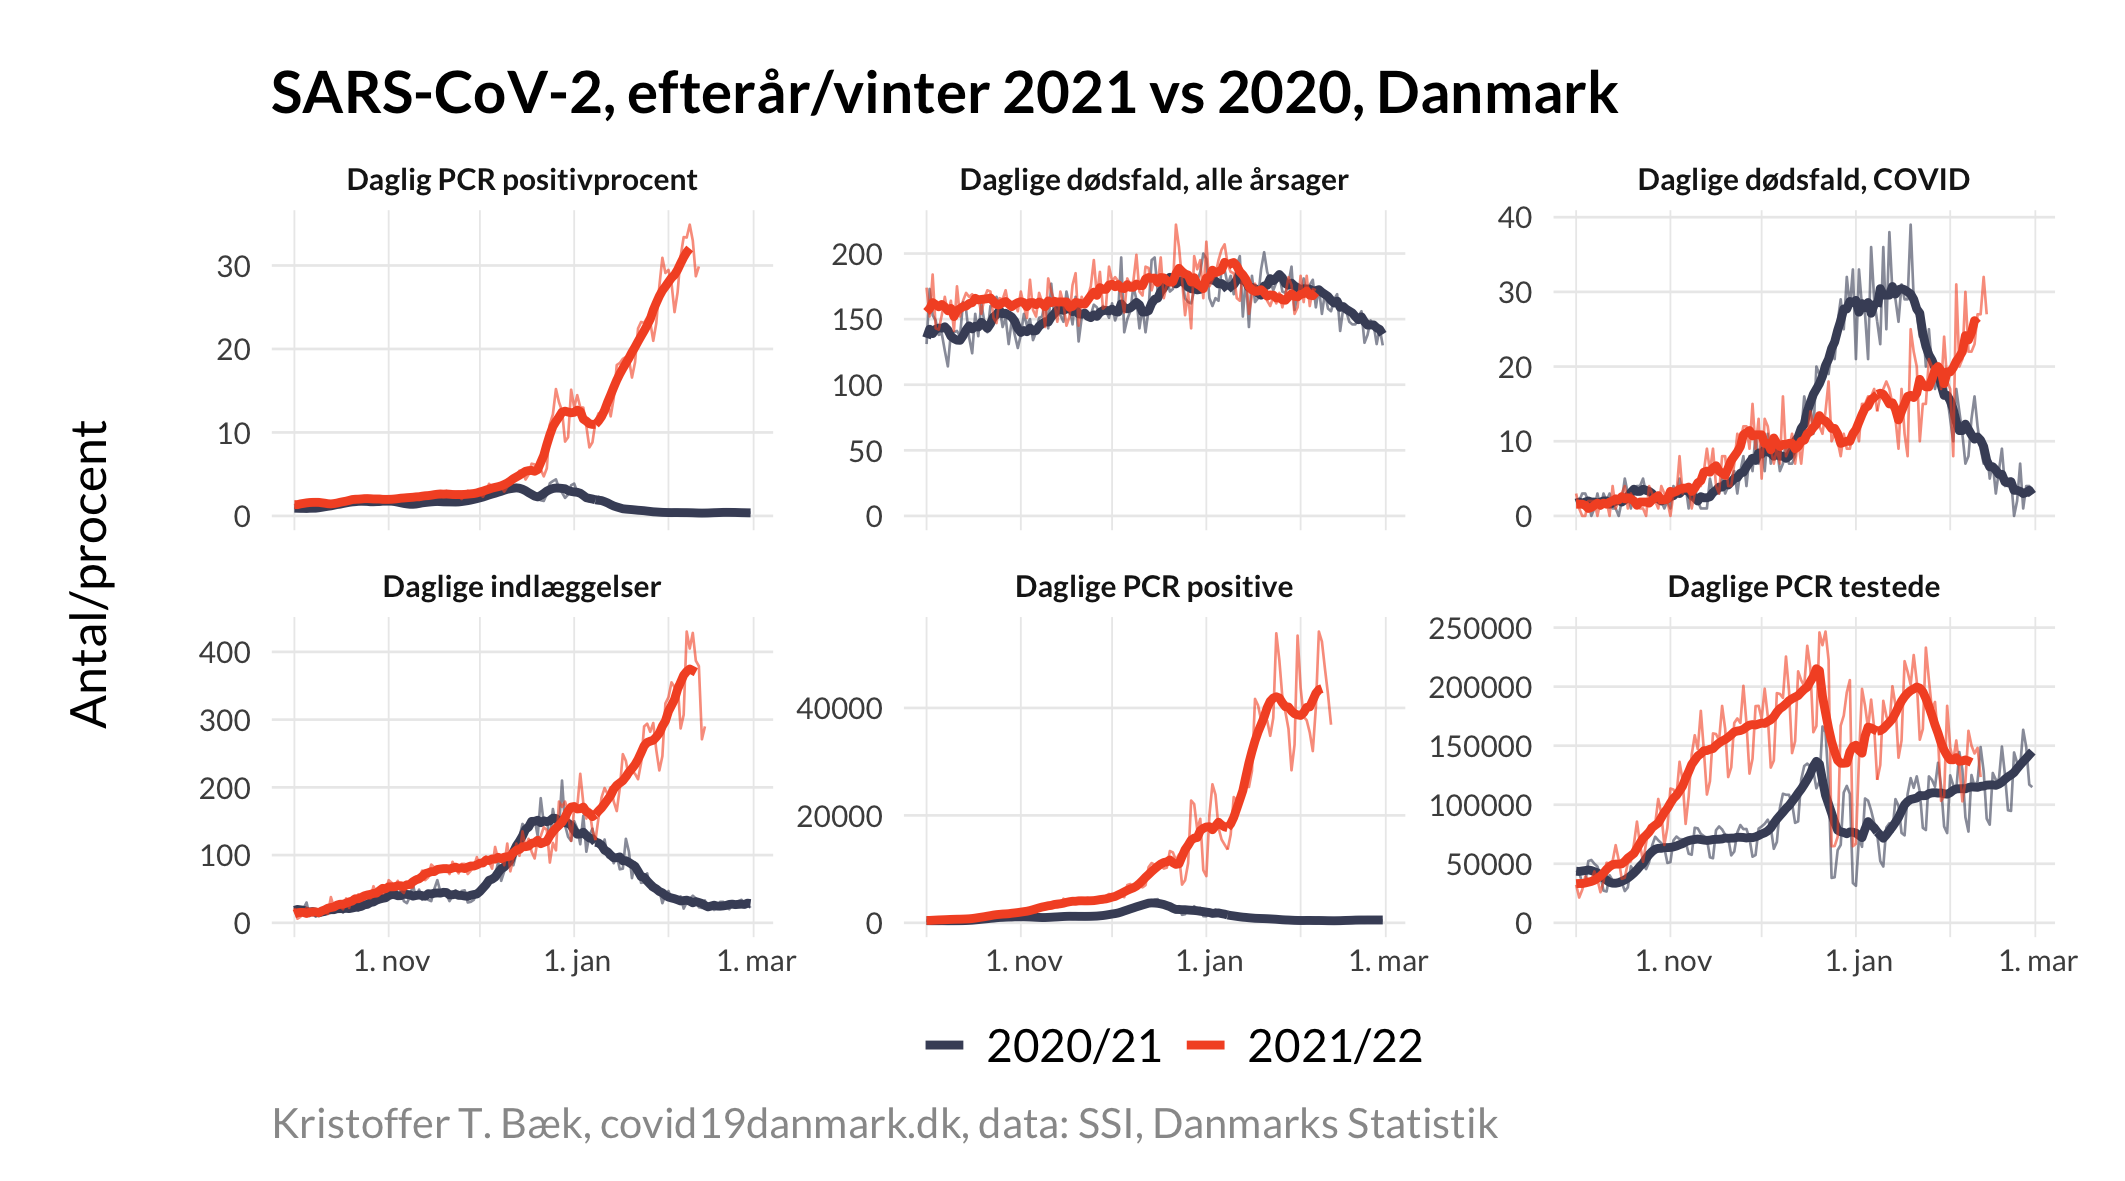 SARS-CoV-2, efterår/vinter 2021 vs 2020, Danmark
Antal/procent
Daglig PCR positivprocent
30
20
10
0
Daglige dødsfald, alle årsager
200
150
100
50
0
Daglige dødsfald, COVID
40
30
20
10
0
Daglige indlæggelser
400
300
200
100
0
1. nov 1. jan 1. mar
Daglige PCR positive
40000
20000
0
1. nov 1. jan 1. mar
Daglige PCR testede
250000
200000
150000
100000
50000
0
1. nov 1. jan 1. mar
2020/21 2021/22
Kristoffer T. Bæk, covid19danmark.dk, data: SSI, Danmarks Statistik